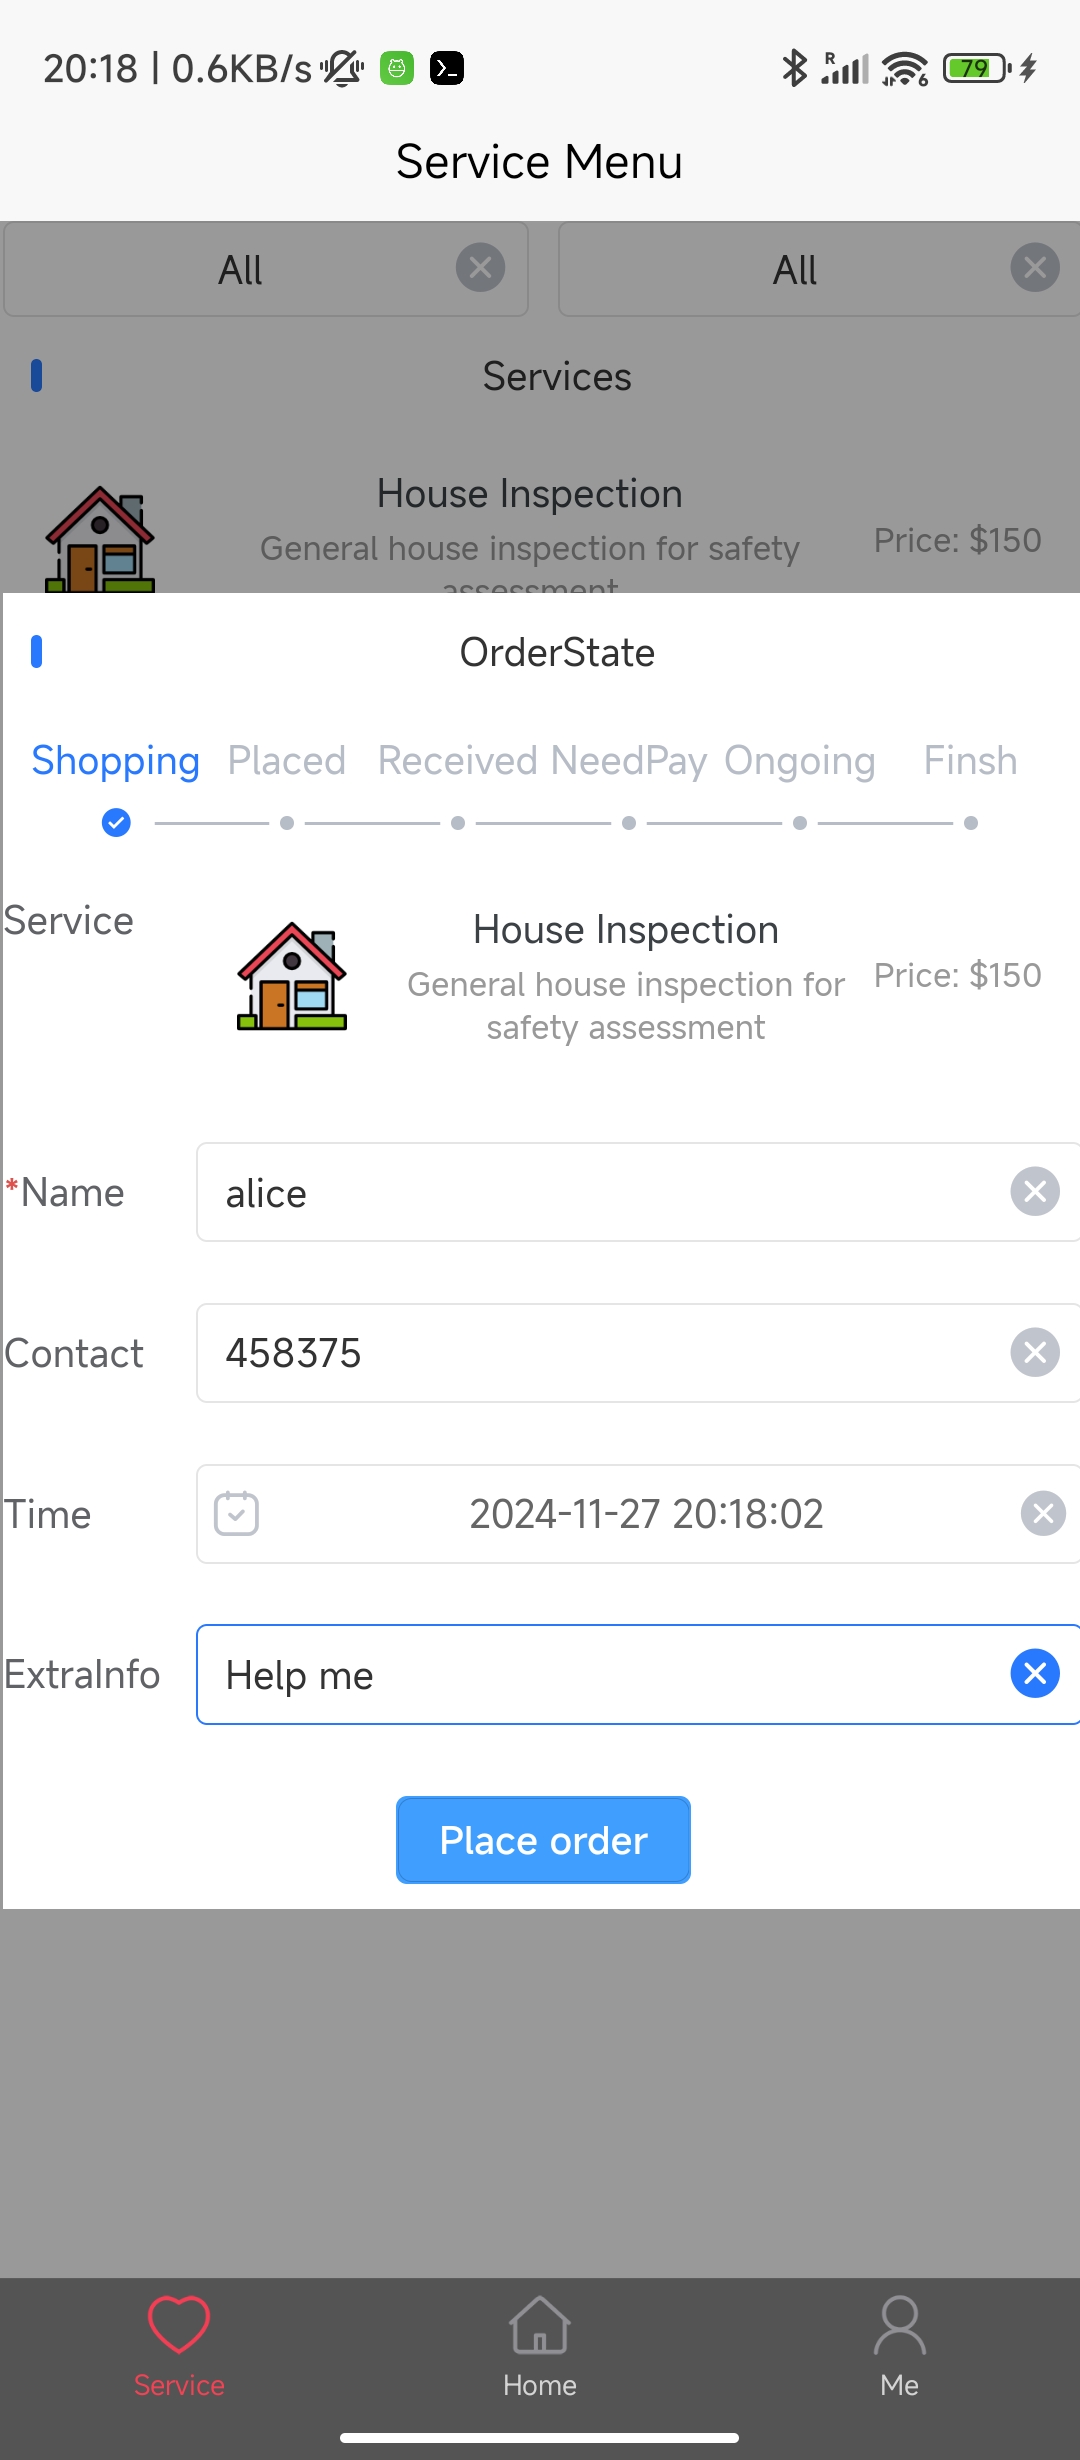 20:18 | 0.6KB/s
R
6
79
Service Menu
All
All
Services
House Inspection
General house inspection for safety
assessment
Price: $150
OrderState
Shopping Placed Received NeedPay Ongoing Finsh
Service
House Inspection
General house inspection for
safety assessment
Price: $150
*Name
alice
Contact
458375
Time
2024-11-27 20:18:02
ExtraInfo
Help me
Place order
Service
Home
Me